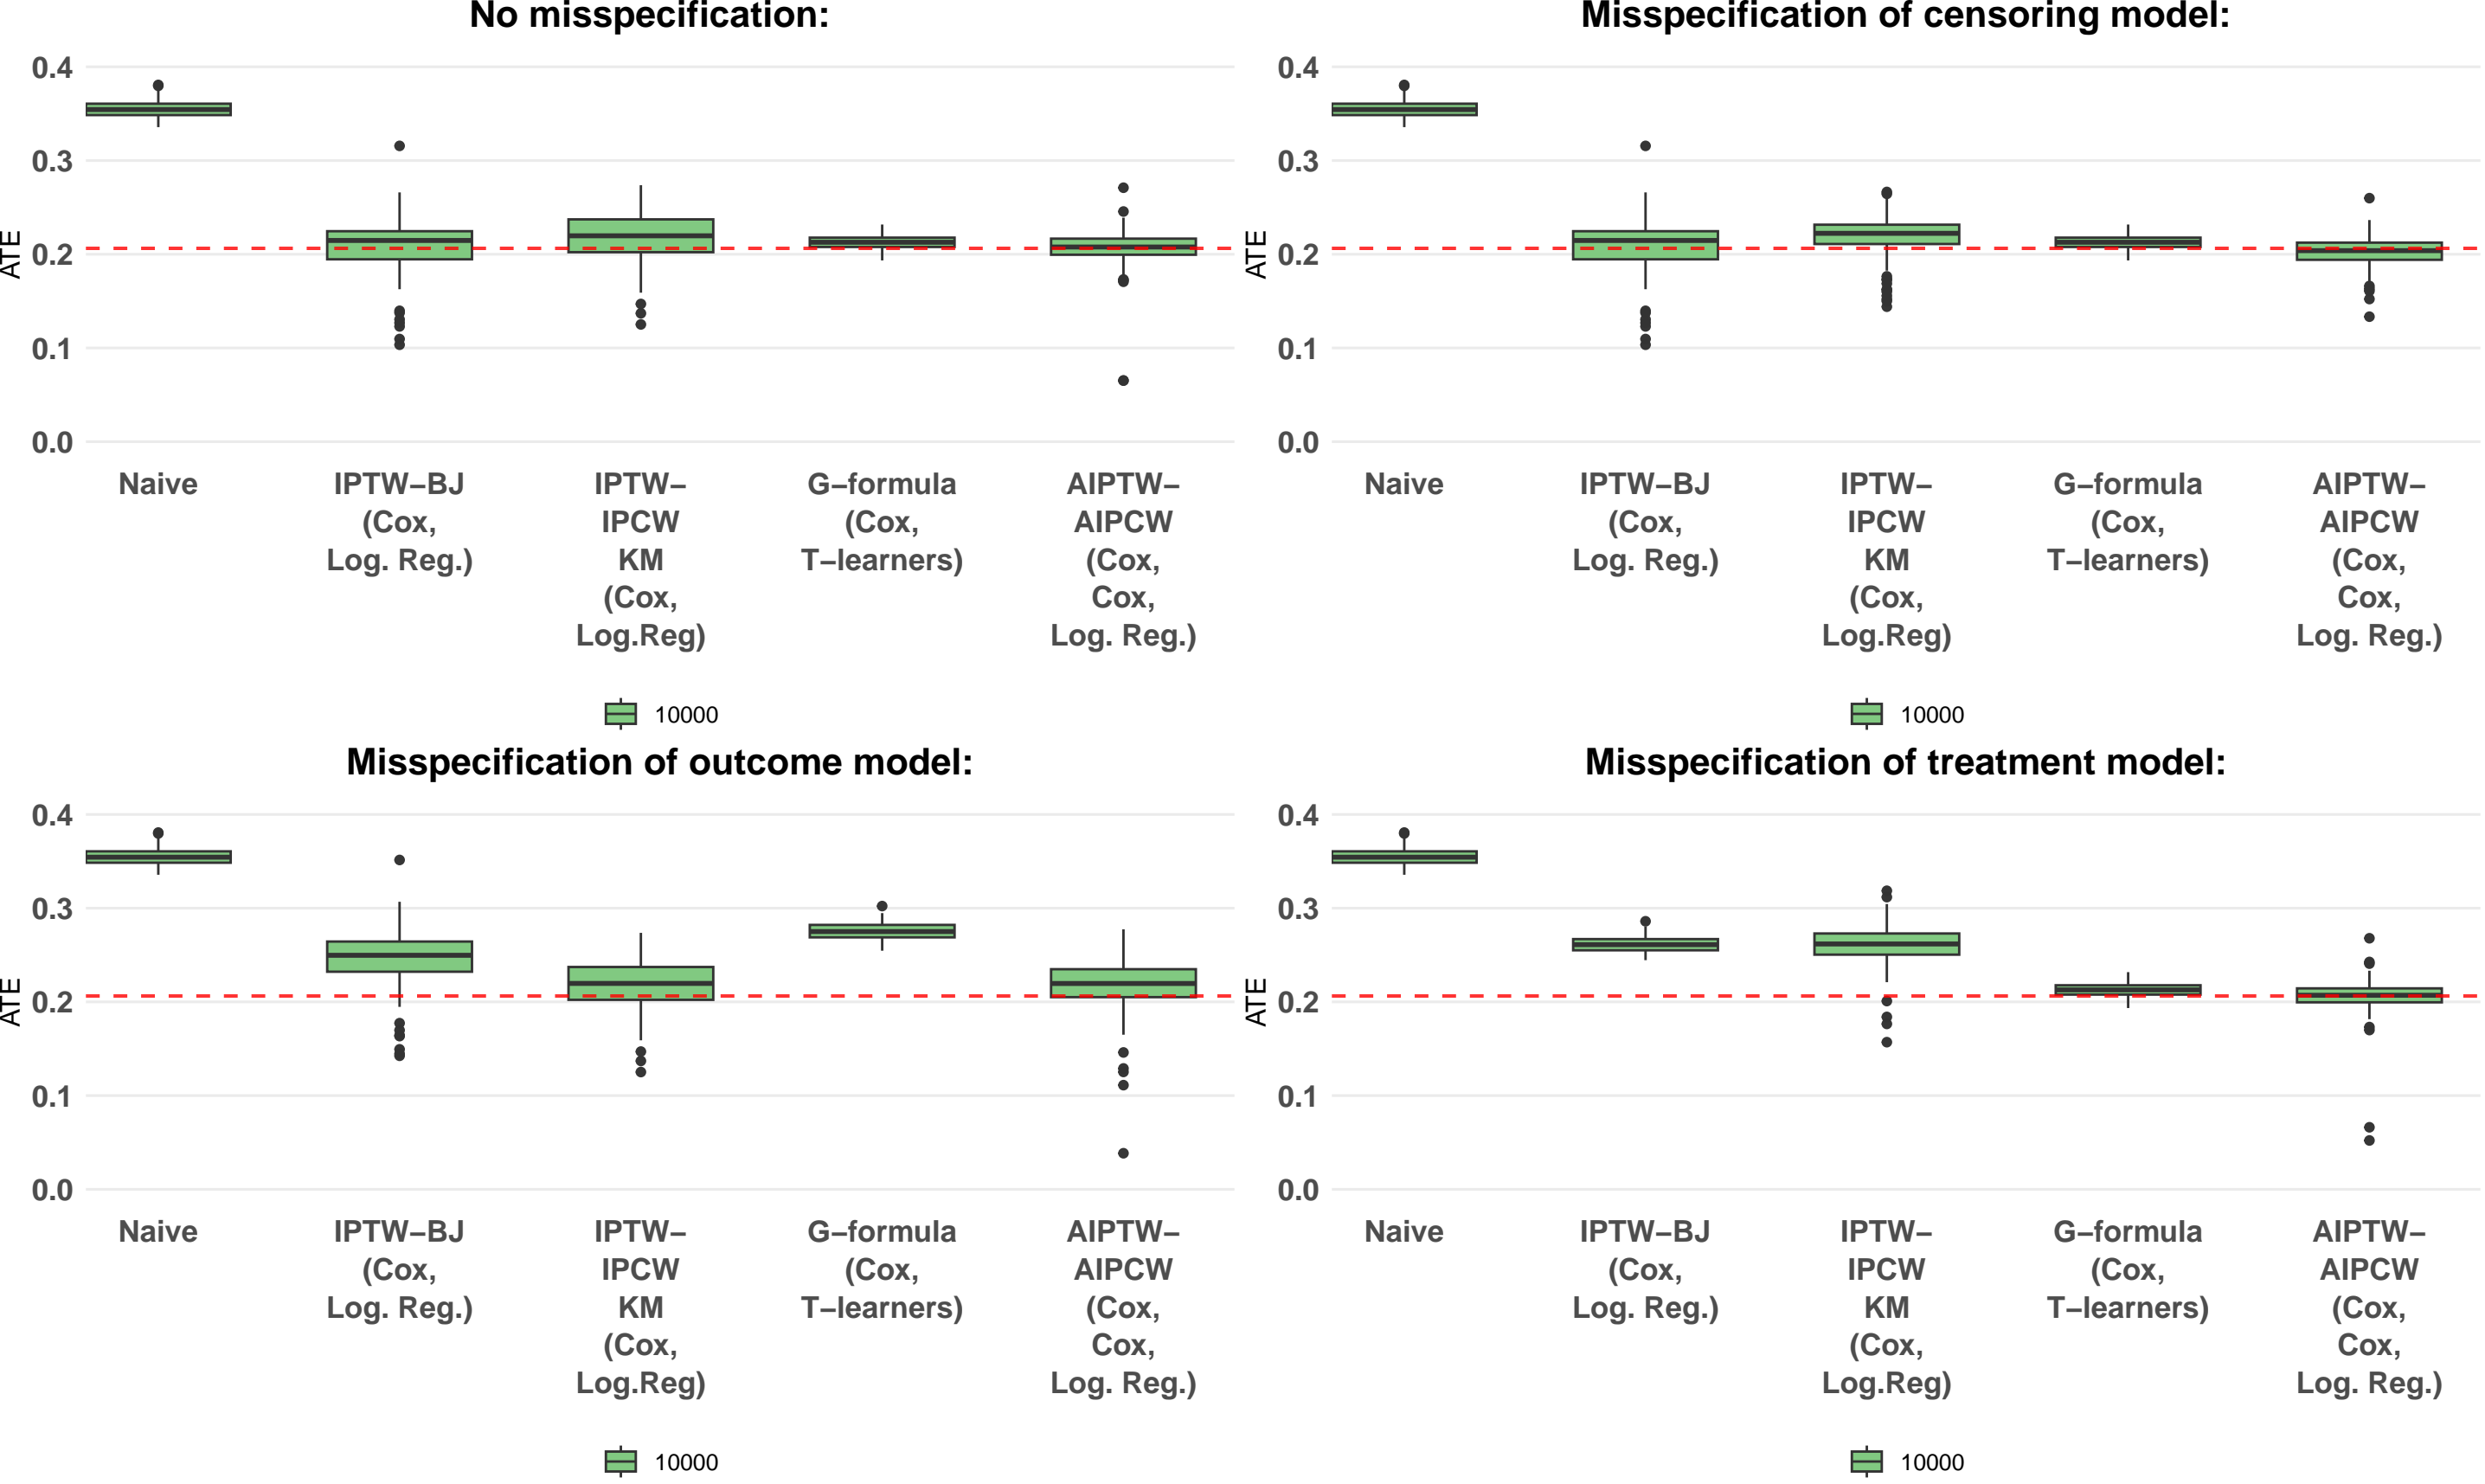 No misspecification:
0.4
0.3
0.2
0.1
0.0
ATE
Naive
IPTW−BJ
(Cox,
Log. Reg.)
IPTW−
IPCW
KM
(Cox,
Log.Reg)
G−formula
(Cox,
T−learners)
AIPTW−
AIPCW
(Cox,
Cox,
Log. Reg.)
10000
Misspecification of censoring model:
0.4
0.3
0.2
0.1
0.0
ATE
Naive
IPTW−BJ
(Cox,
Log. Reg.)
IPTW−
IPCW
KM
(Cox,
Log.Reg)
G−formula
(Cox,
T−learners)
AIPTW−
AIPCW
(Cox,
Cox,
Log. Reg.)
10000
Misspecification of outcome model:
0.4
0.3
0.2
0.1
0.0
ATE
Naive
IPTW−BJ
(Cox,
Log. Reg.)
IPTW−
IPCW
KM
(Cox,
Log.Reg)
G−formula
(Cox,
T−learners)
AIPTW−
AIPCW
(Cox,
Cox,
Log. Reg.)
10000
Misspecification of treatment model:
0.4
0.3
0.2
0.1
0.0
ATE
Naive
IPTW−BJ
(Cox,
Log. Reg.)
IPTW−
IPCW
KM
(Cox,
Log.Reg)
G−formula
(Cox,
T−learners)
AIPTW−
AIPCW
(Cox,
Cox,
Log. Reg.)
10000